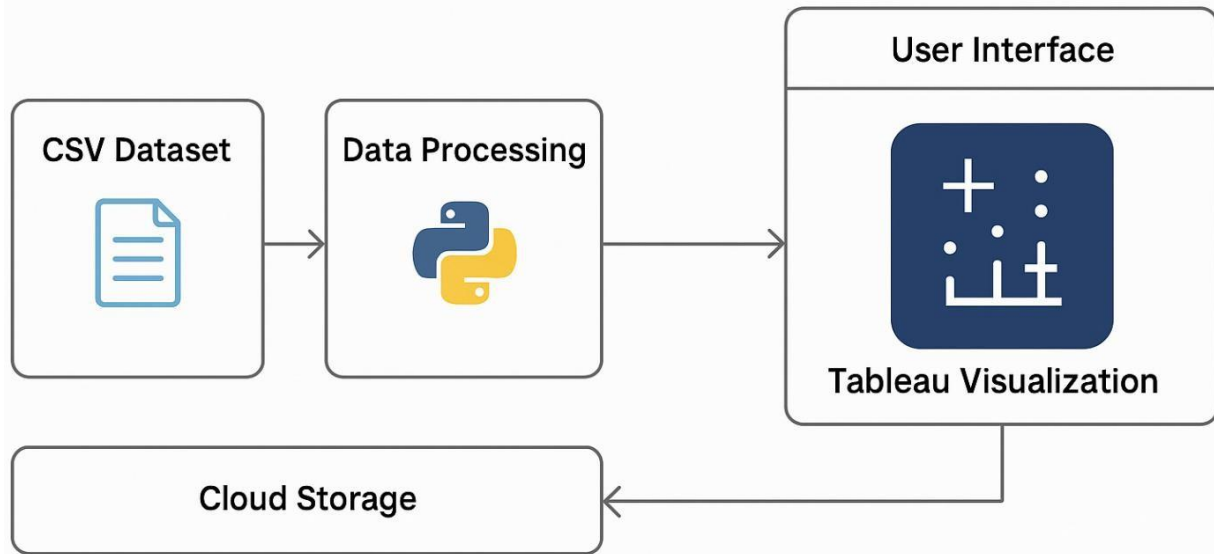 User Interface
CSV Dataset
Data Processing
Tableau Visualization
Cloud Storage